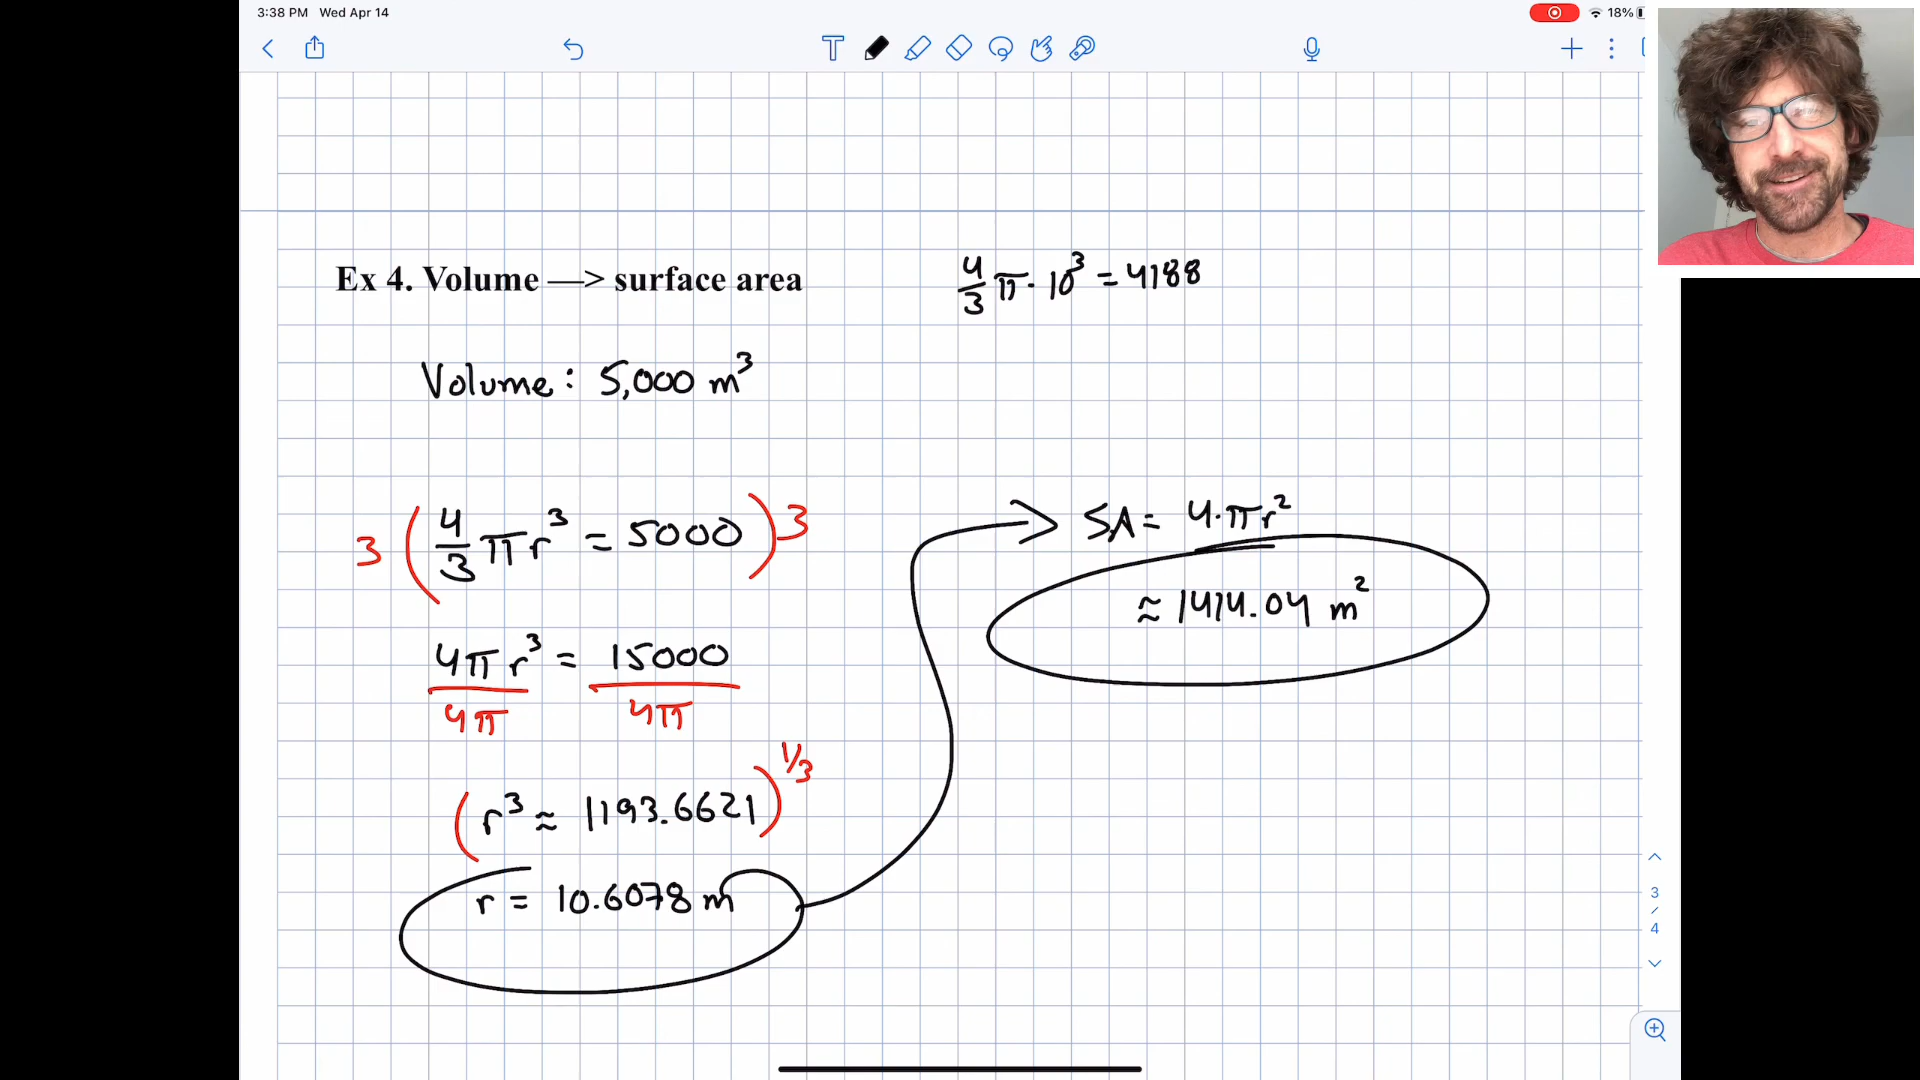 3:38 PM Wed Apr 14
18%
T
Ex 4. Volume —> surface area
4/3 π · 10³ = 4188
Volume: 5,000 m³
3 ( 4/3 π r³ = 5000 ) 3
4π r³ = 15000
4π 4π
( r³ ≈ 1193.6621 )^1/3
r = 10.6078 m
> SA = 4·πr²
≈ 1414.04 m²
3
/
4